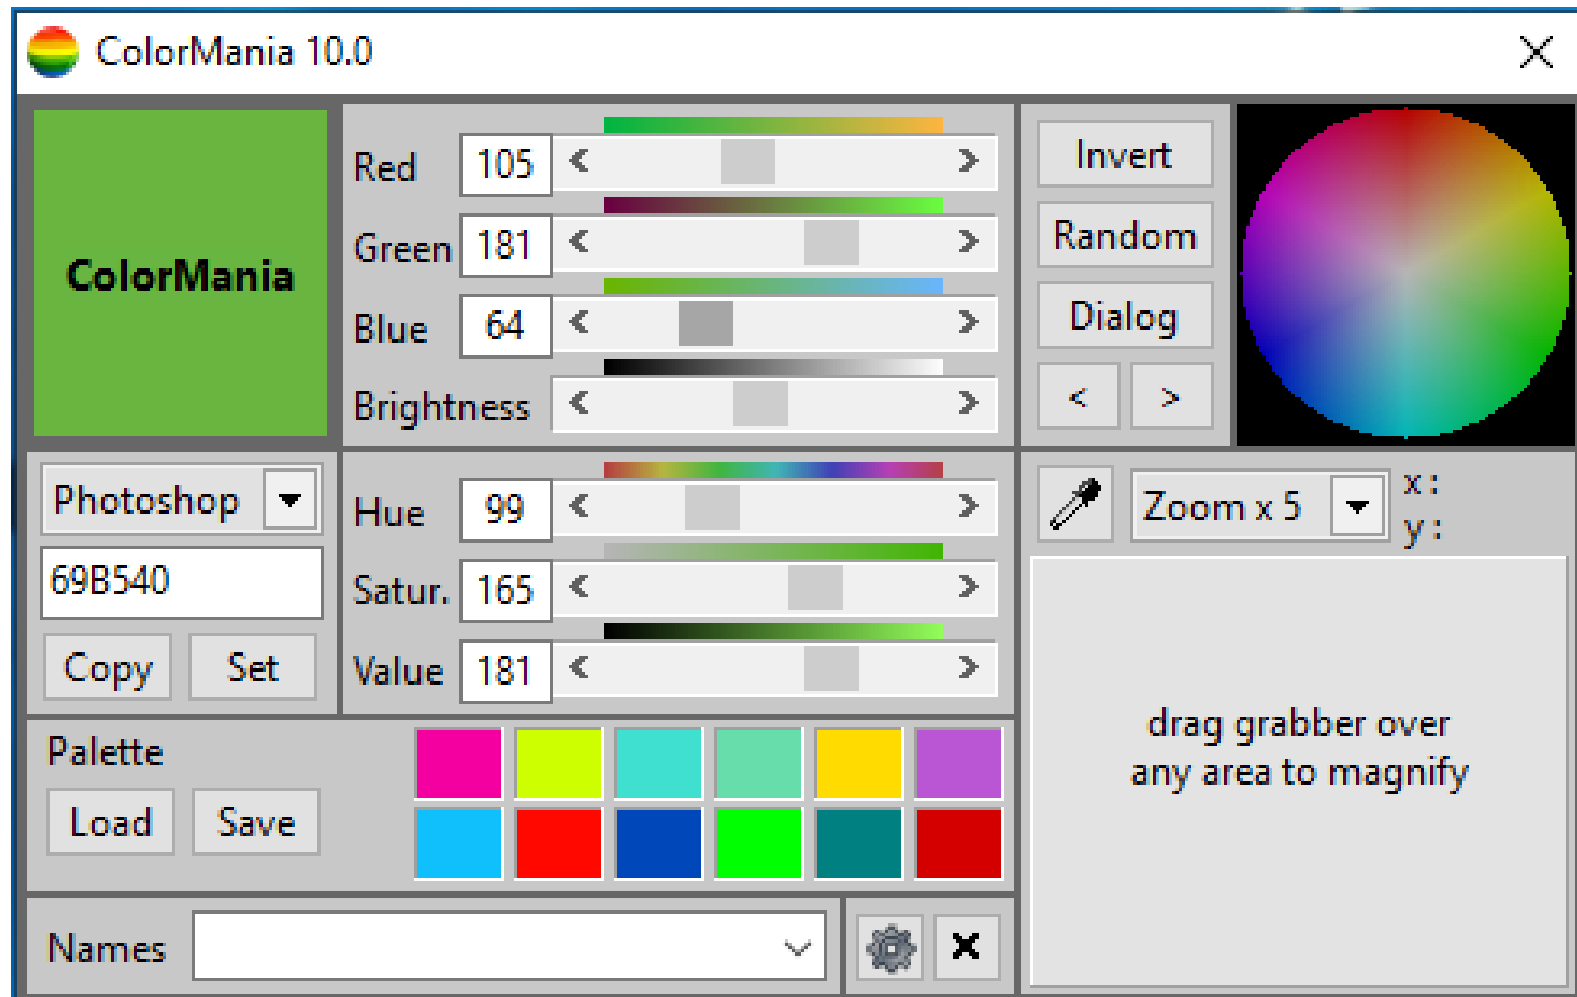 ColorMania 10.0
ColorMania
Red 105
Green 181
Blue 64
Brightness
Invert
Random
Dialog
< >
Photoshop
69B540
Copy Set
Hue 99
Satur. 165
Value 181
Zoom x 5
x:
y:
drag grabber over
any area to magnify
Palette
Load Save
Names